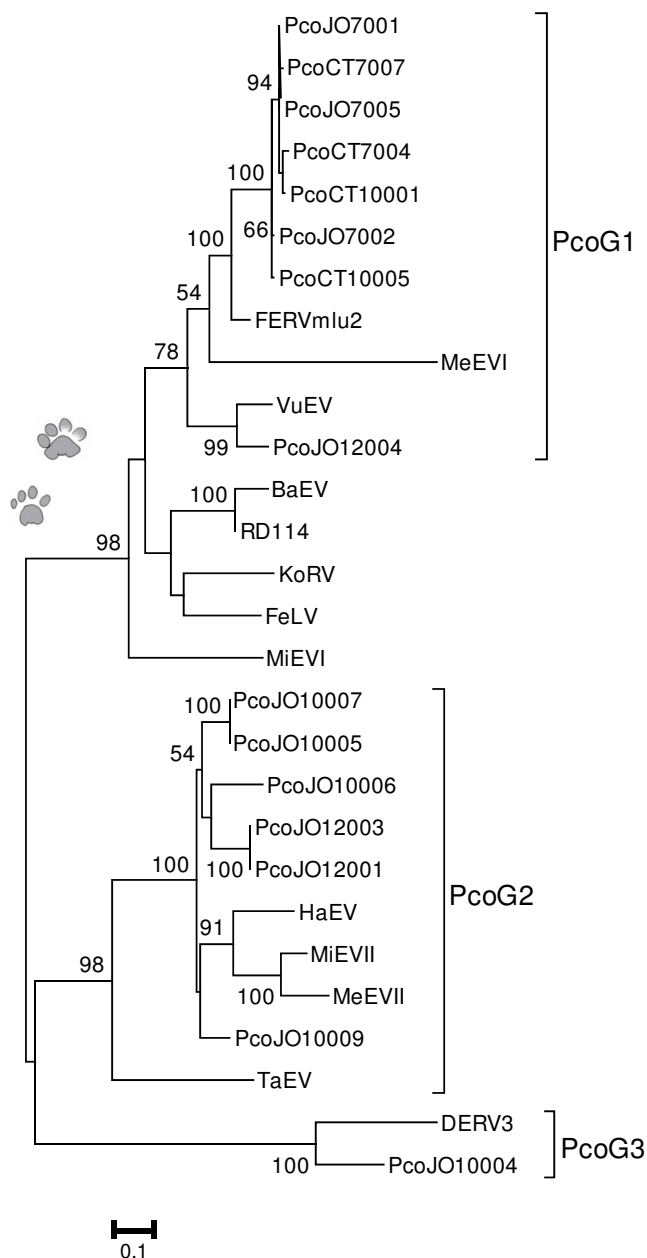 PcoJO7001
PcoCT7007
94
PcoJO7005
PcoCT7004
100
PcoCT10001
66
PcoJO7002
100
PcoG1
PcoCT10005
54
FERVmlu2
78
MeEVI
VuEV
99
PcoJO12004
100
BaEV
RD114
98
KoRV
FeLV
MiEVI
100
PcoJO10007
PcoJO10005
54
PcoJO10006
PcoJO12003
100
100
PcoJO12001
PcoG2
HaEV
91
MiEVII
98
100
MeEVII
PcoJO10009
TaEV
DERV3
PcoG3
100
PcoJO10004
0.1